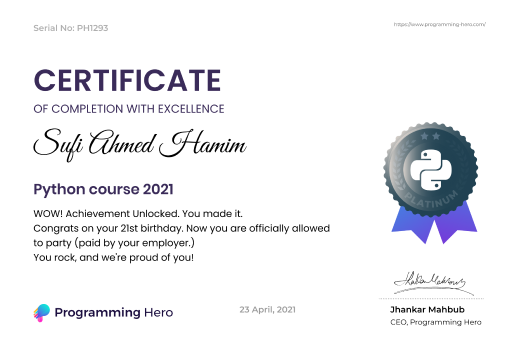 Serial No: PH1293
https://www.programming-hero.com/
CERTIFICATE
OF COMPLETION WITH EXCELLENCE
Sufi Ahmed Hamim
Python course 2021
WOW! Achievement Unlocked. You made it.
Congrats on your 21st birthday. Now you are officially allowed
to party (paid by your employer.)
You rock, and we're proud of you!
PLATINUM
Programming Hero
23 April, 2021
Jhankar Mahbub
CEO, Programming Hero